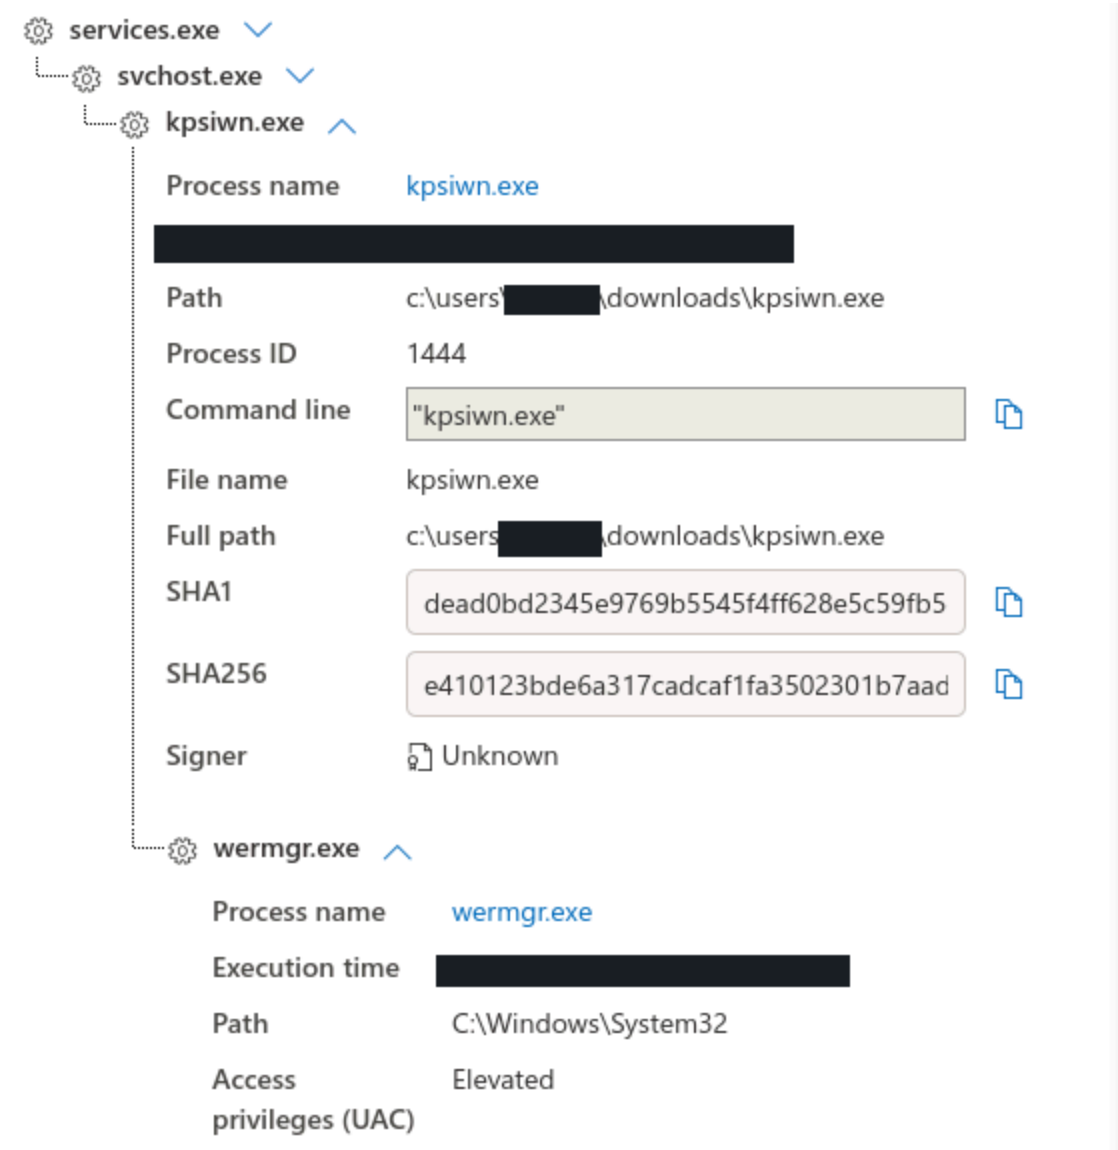 services.exe
svchost.exe
kpsiwn.exe
Process name kpsiwn.exe
Path c:\users\ \downloads\kpsiwn.exe
Process ID 1444
Command line "kpsiwn.exe"
File name kpsiwn.exe
Full path c:\users \downloads\kpsiwn.exe
SHA1 dead0bd2345e9769b5545f4ff628e5c59fb5
SHA256 e410123bde6a317cadcaf1fa3502301b7aad
Signer Unknown
wermgr.exe
Process name wermgr.exe
Execution time
Path C:\Windows\System32
Access Elevated
privileges (UAC)